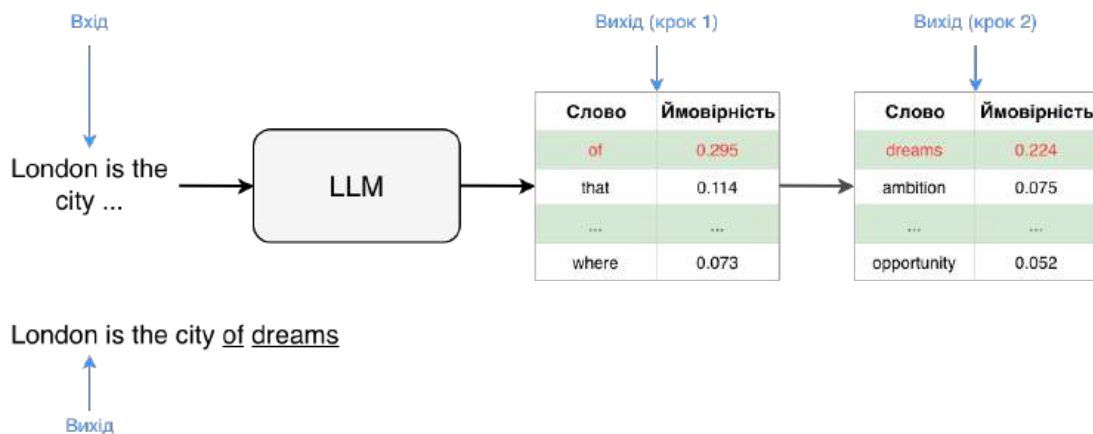 Вхід
Вихід (крок 1)
Вихід (крок 2)
London is the
city ...
LLM
Слово Ймовірність
of 0.295
that 0.114
... ...
where 0.073
Слово Ймовірність
dreams 0.224
ambition 0.075
... ...
opportunity 0.052
London is the city of dreams
Вихід